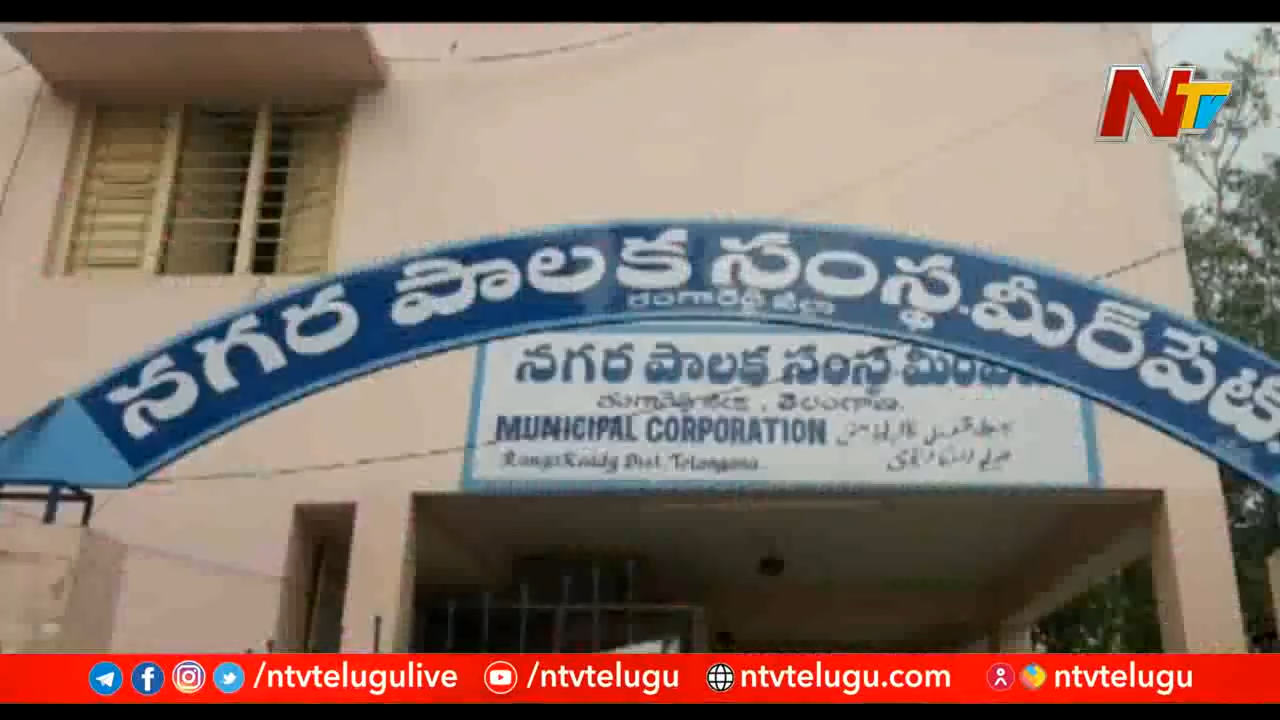 NTV
నగర పాలక సంస్థ. మీర్‌పేట
రంగారెడ్డి జిల్లా
నగర పాలక సంస్థ
రంగారెడ్డి జిల్లా, తెలంగాణ.
MUNICIPAL CORPORATION
Ranga Reddy Dist. Telangana
/ntvtelugulive /ntvtelugu ntvtelugu.com ntvtelugu